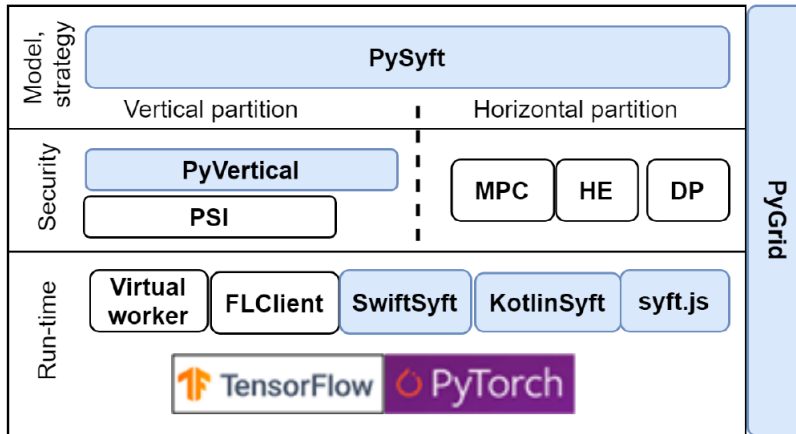 Model,
strategy
PySyft
Vertical partition
Horizontal partition
Security
PyVertical
PSI
MPC
HE
DP
PyGrid
Run-time
Virtual
worker
FLClient
SwiftSyft
KotlinSyft
syft.js
TensorFlow
PyTorch